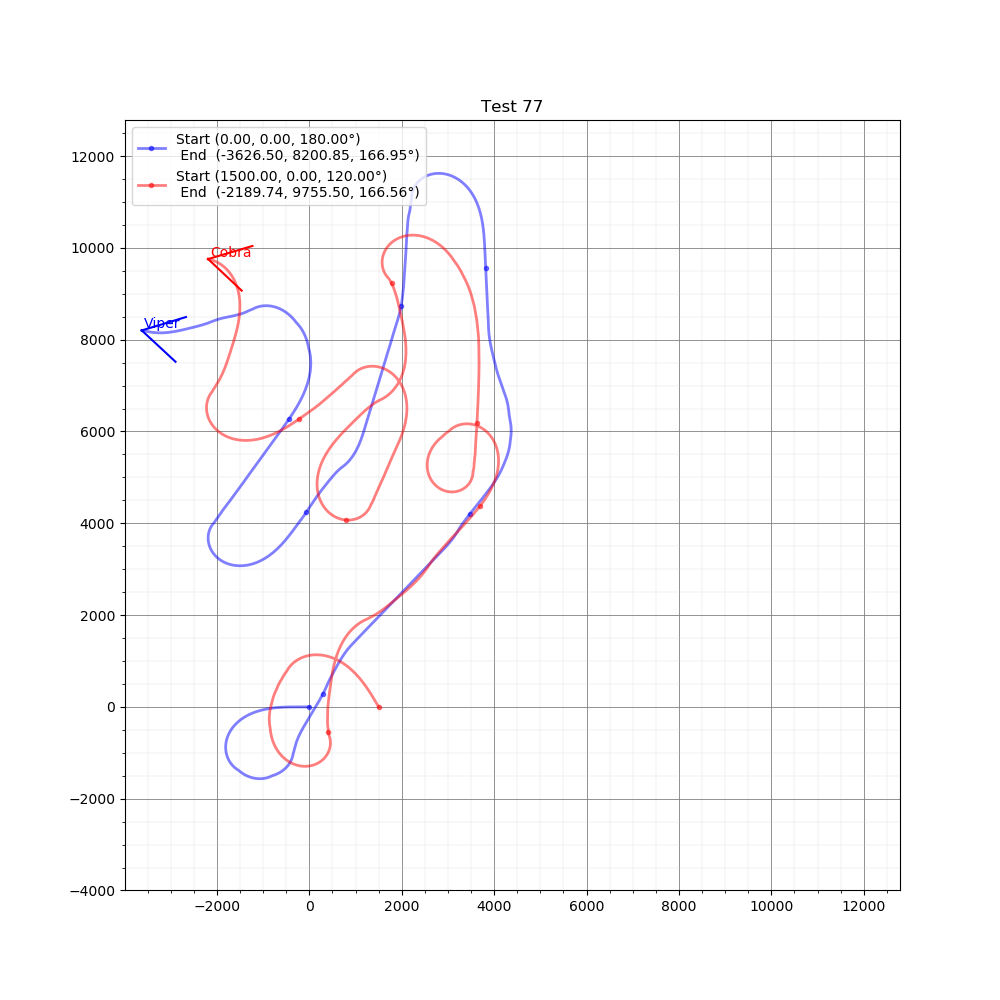 Test 77
Start (0.00, 0.00, 180.00°)
End (-3626.50, 8200.85, 166.95°)
Start (1500.00, 0.00, 120.00°)
End (-2189.74, 9755.50, 166.56°)
12000
10000
8000
6000
4000
2000
0
−2000
−4000
Cobra
Viper
−2000 0 2000 4000 6000 8000 10000 12000